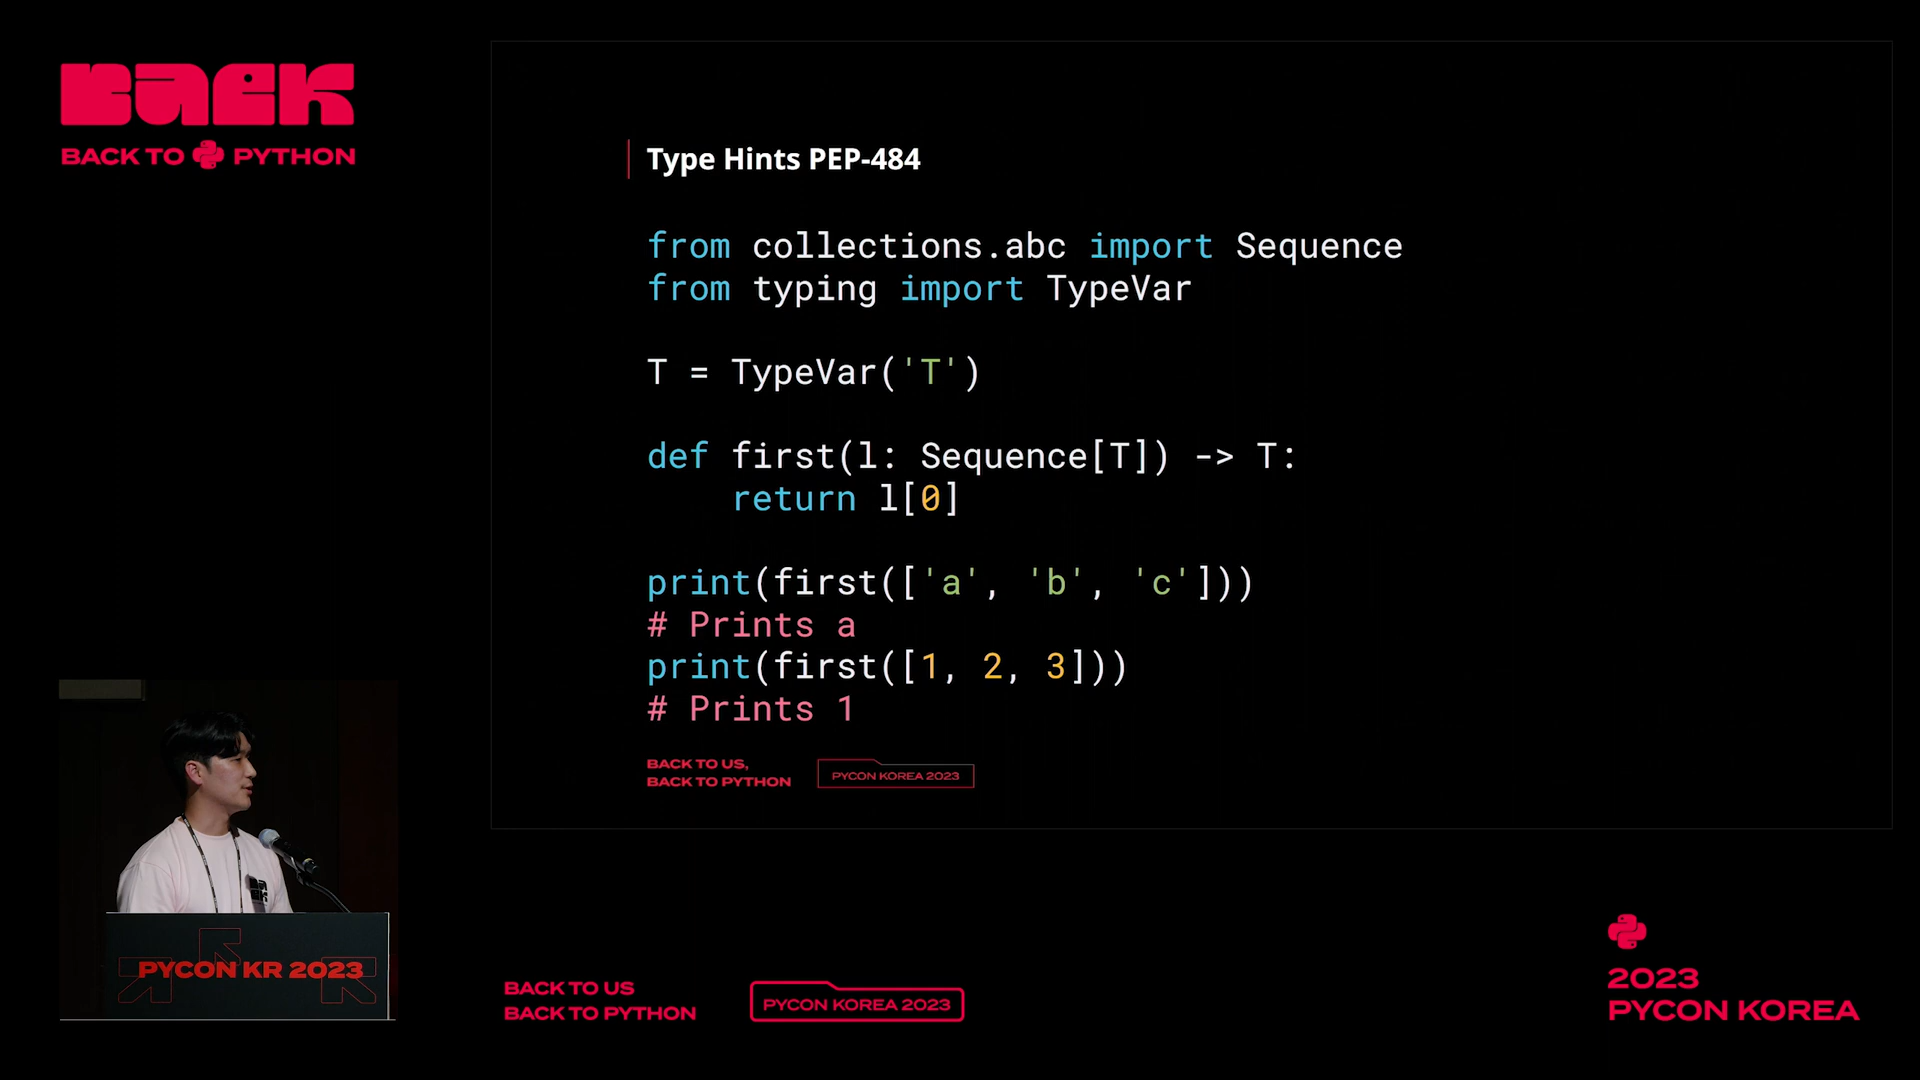 BACK
BACK TO PYTHON
Type Hints PEP-484
from collections.abc import Sequence
from typing import TypeVar
T = TypeVar('T')
def first(l: Sequence[T]) -> T:
    return l[0]
print(first(['a', 'b', 'c']))
# Prints a
print(first([1, 2, 3]))
# Prints 1
BACK TO US,
BACK TO PYTHON
PYCON KOREA 2023
PYCON KR 2023
BACK TO US
BACK TO PYTHON
PYCON KOREA 2023
2023
PYCON KOREA